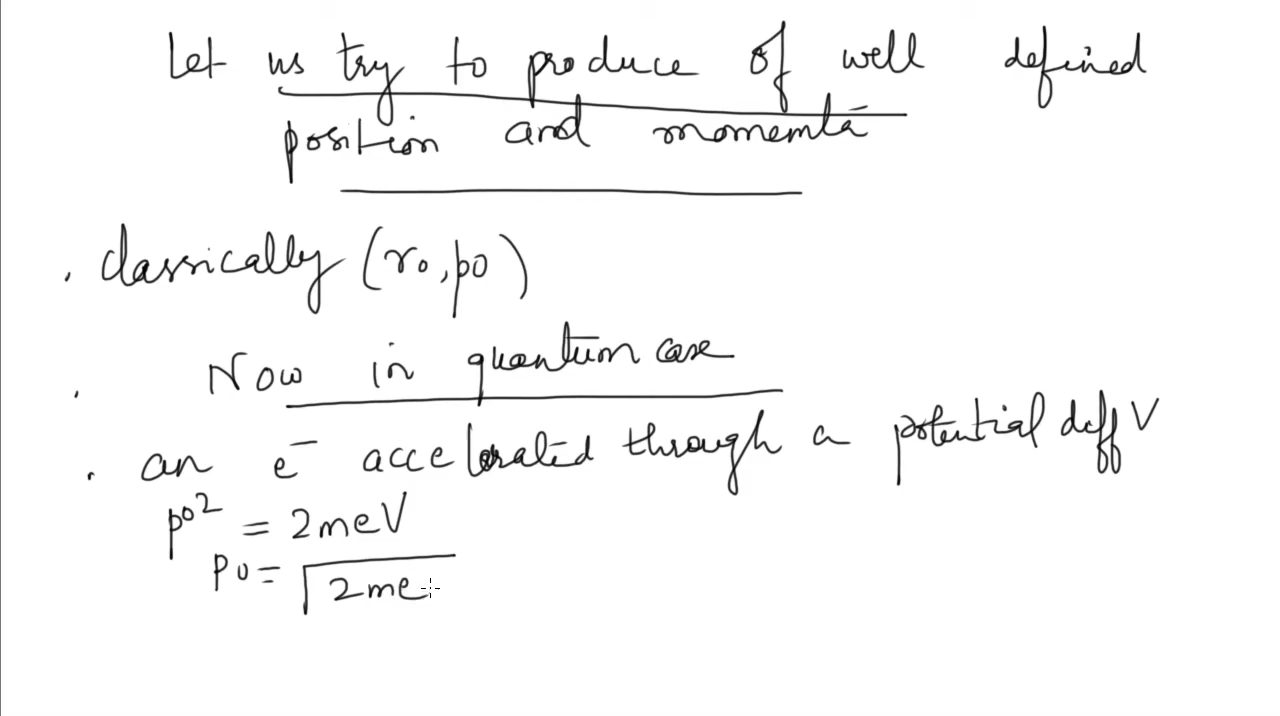 Let us try to produce of well defined
position and momenta
. classically (r0, p0)
. Now in quantum case
. an e⁻ accelerated through a potential diff V
p0² = 2meV
p0 = √2me